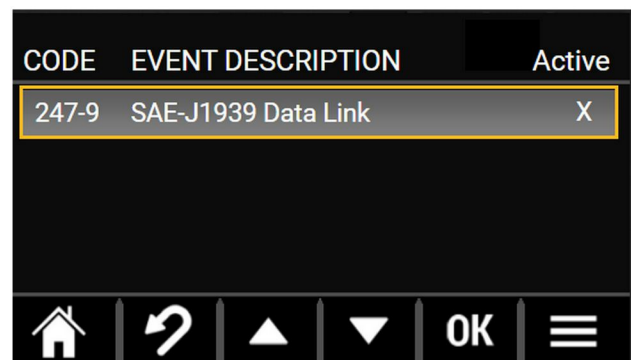 CODE EVENT DESCRIPTION Active
247-9 SAE-J1939 Data Link X
OK